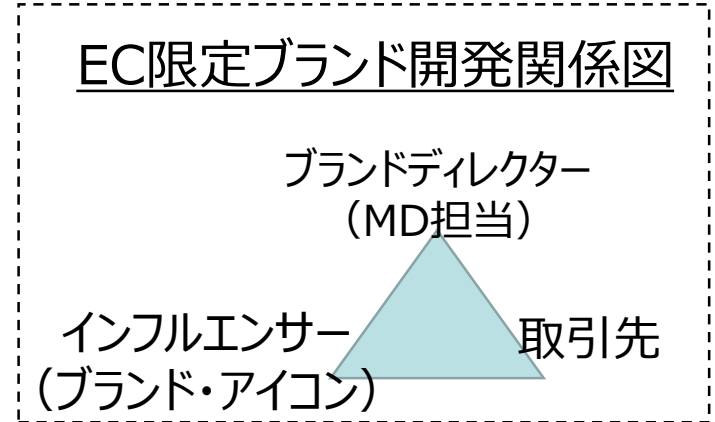 EC限定ブランド開発関係図
ブランドディレクター
（MD担当）
インフルエンサー
（ブランド・アイコン）
取引先